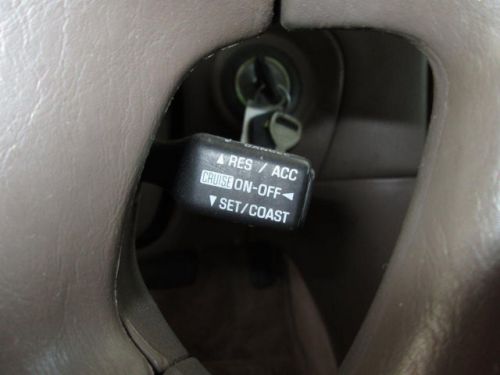 ▲ RES / ACC
CRUISE ON-OFF ◄
▼ SET/COAST